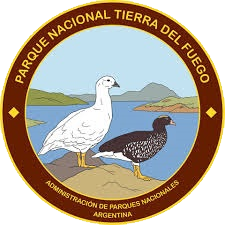 PARQUE NACIONAL TIERRA DEL FUEGO
ADMINISTRACIÓN DE PARQUES NACIONALES
ARGENTINA